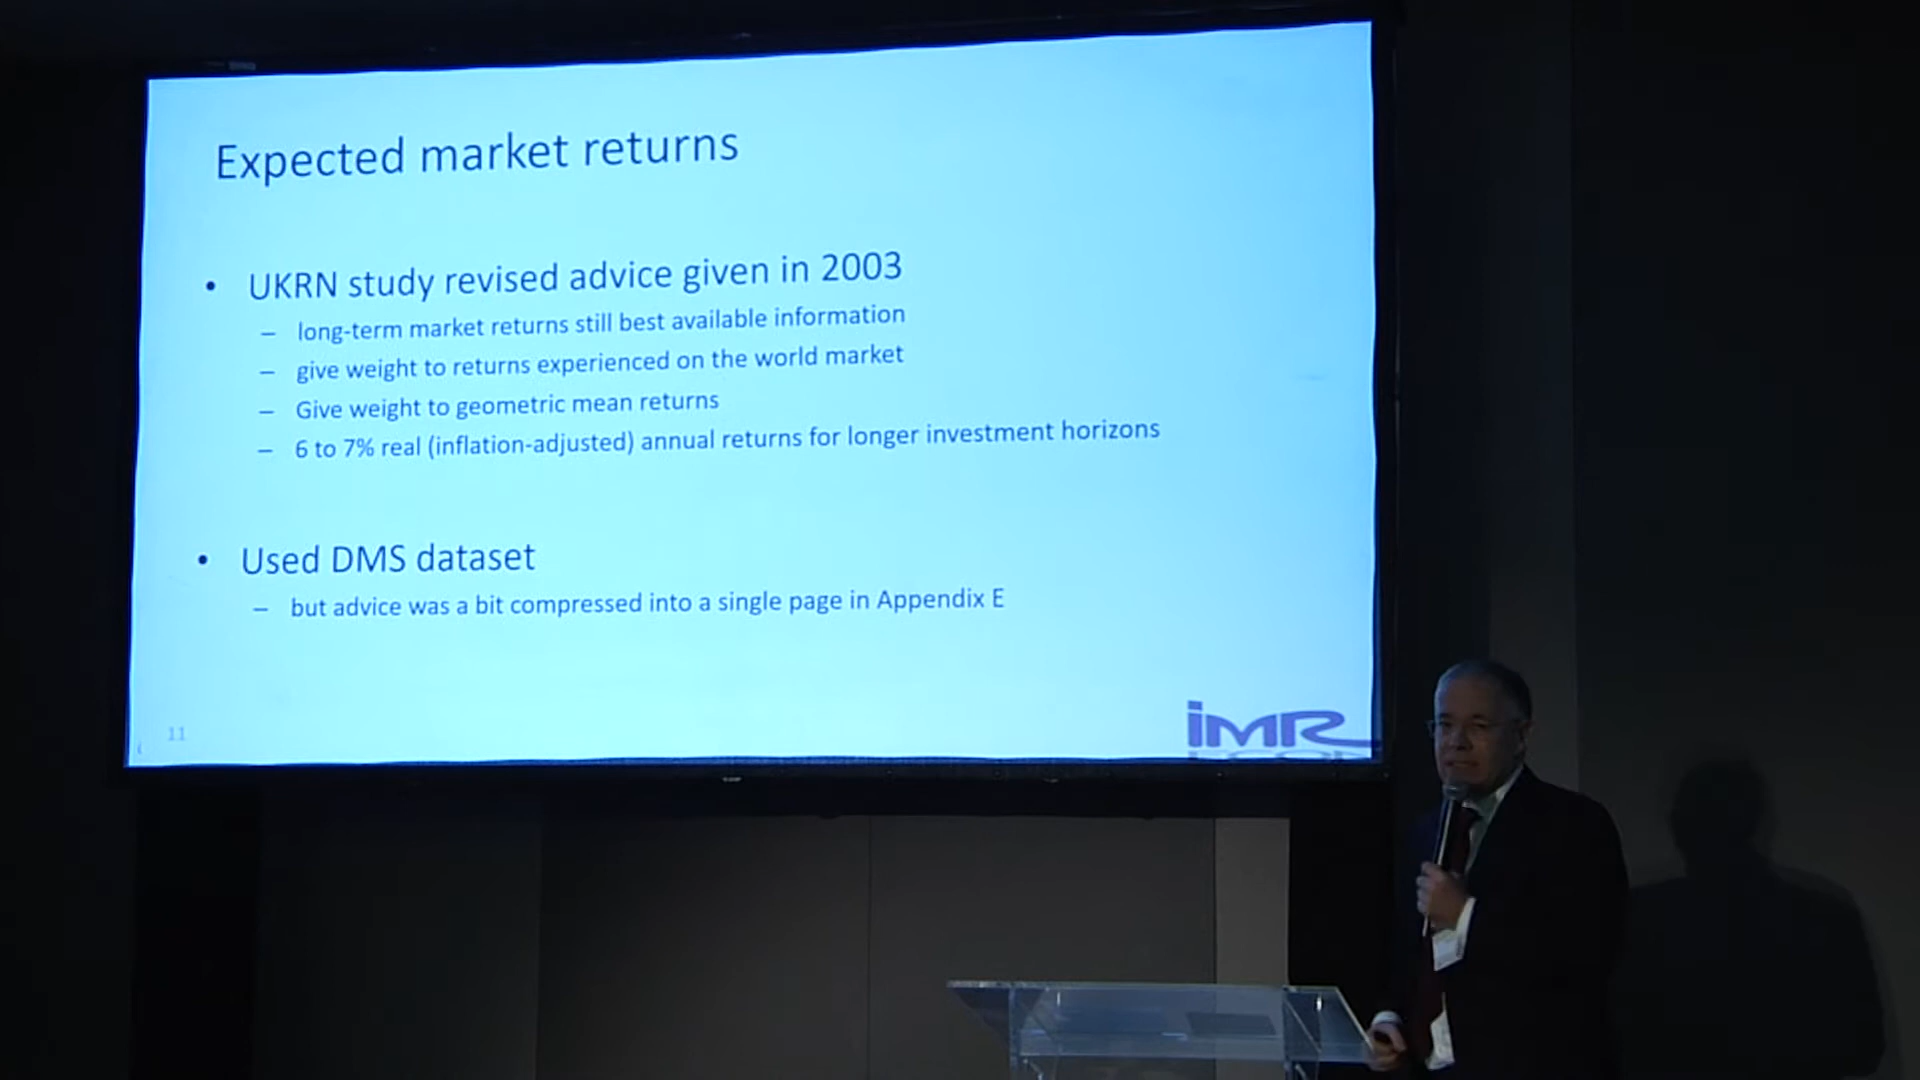 Expected market returns
• UKRN study revised advice given in 2003
– long-term market returns still best available information
– give weight to returns experienced on the world market
– Give weight to geometric mean returns
– 6 to 7% real (inflation-adjusted) annual returns for longer investment horizons
• Used DMS dataset
– but advice was a bit compressed into a single page in Appendix E
11
iMR